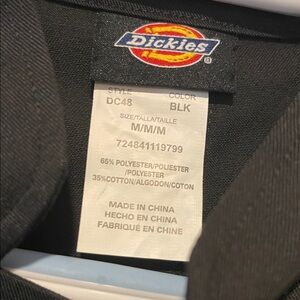 Dickies
®
STYLE COLOR
DC48 BLK
SIZE/TALLA/TAILLE
M/M/M
724841119799
65% POLYESTER/POLIESTER
/POLYESTER
35%COTTON/ALGODON/COTON
MADE IN CHINA
HECHO EN CHINA
FABRIQUÉ EN CHINE